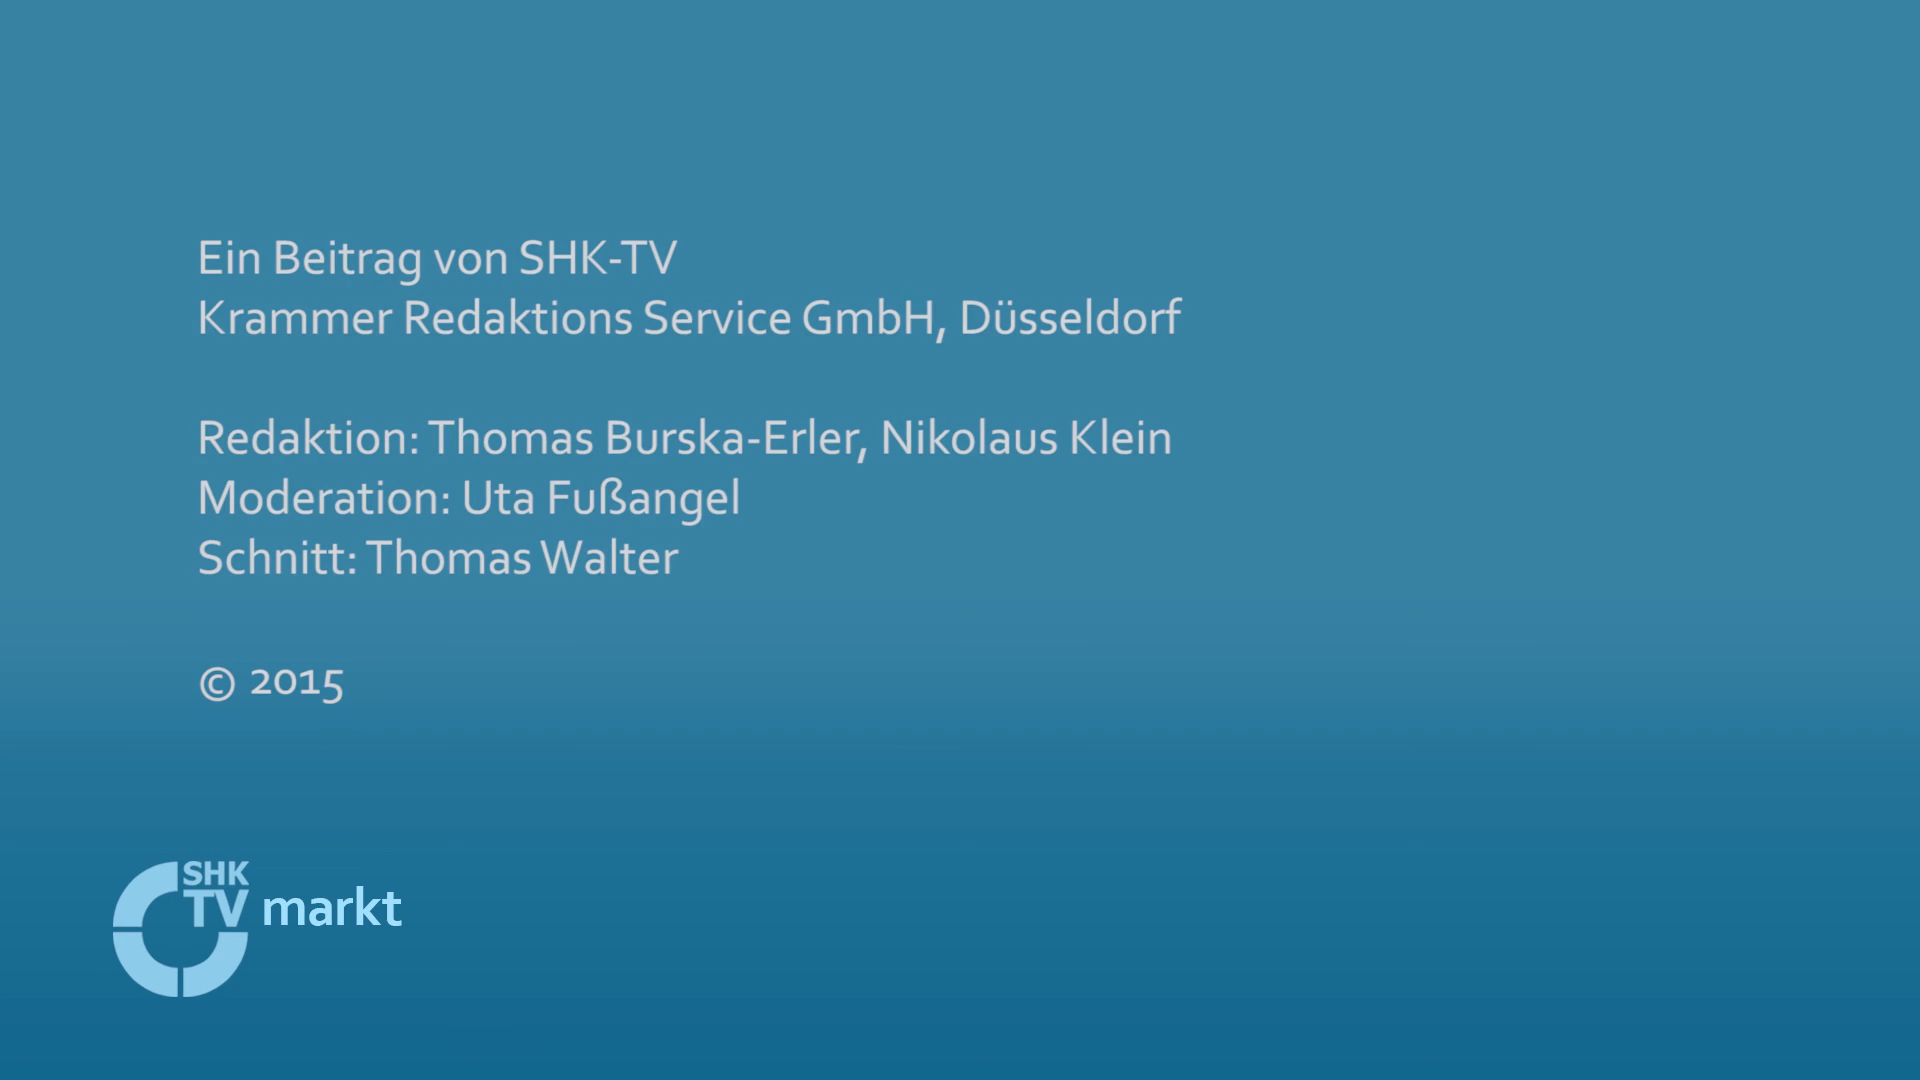 Ein Beitrag von SHK-TV
Krammer Redaktions Service GmbH, Düsseldorf
Redaktion: Thomas Burska-Erler, Nikolaus Klein
Moderation: Uta Fußangel
Schnitt: Thomas Walter
© 2015
SHK
TV markt